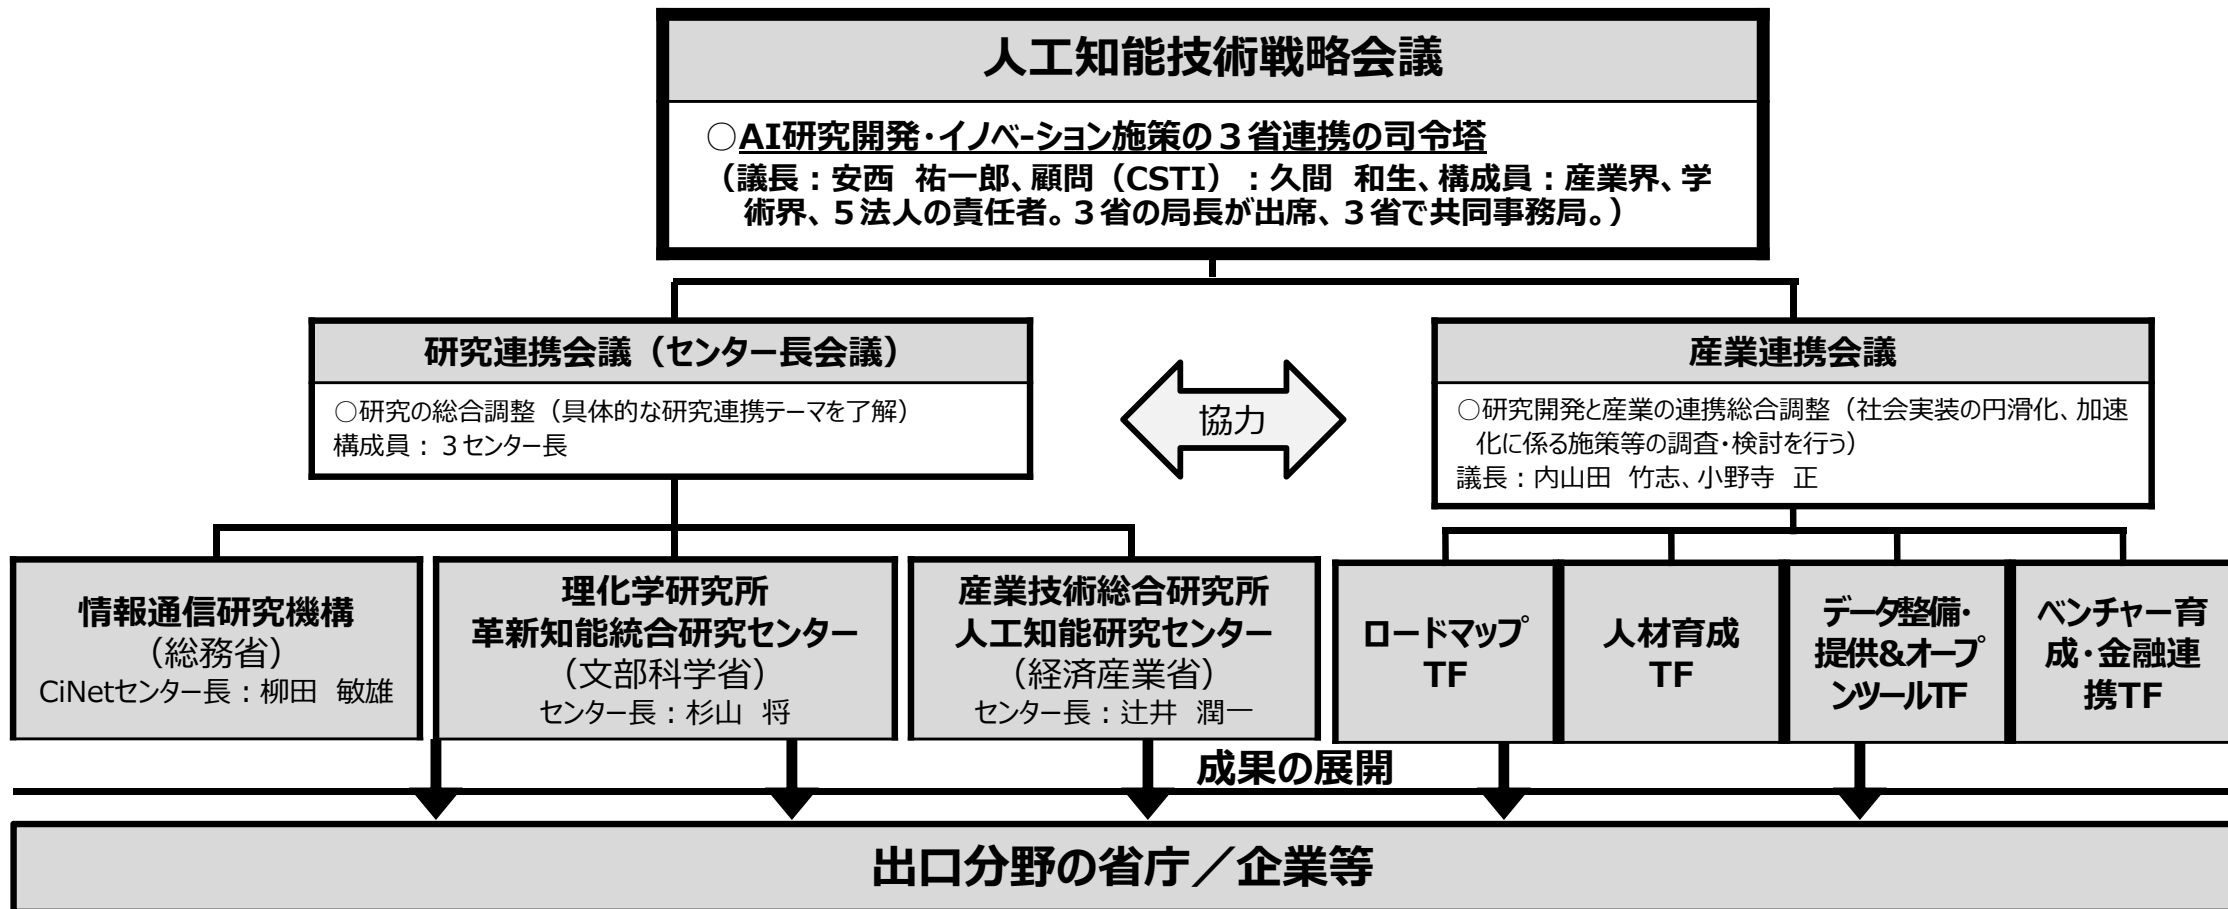 人工知能技術戦略会議
○AI研究開発・イノベーション施策の３省連携の司令塔
（議長：安西　祐一郎、顧問（CSTI）：久間　和生、構成員：産業界、学
術界、５法人の責任者。３省の局長が出席、３省で共同事務局。）
研究連携会議（センター長会議）
○研究の総合調整（具体的な研究連携テーマを了解）
構成員：３センター長
協力
産業連携会議
○研究開発と産業の連携総合調整（社会実装の円滑化、加速
化に係る施策等の調査・検討を行う）
議長：内山田　竹志、小野寺　正
情報通信研究機構
（総務省）
CiNetセンター長：柳田　敏雄
理化学研究所
革新知能統合研究センター
（文部科学省）
センター長：杉山　将
産業技術総合研究所
人工知能研究センター
（経済産業省）
センター長：辻井　潤一
ロードマップ
TF
人材育成
TF
データ整備・
提供&オープ
ンツールTF
ベンチャー育
成・金融連
携TF
成果の展開
出口分野の省庁／企業等